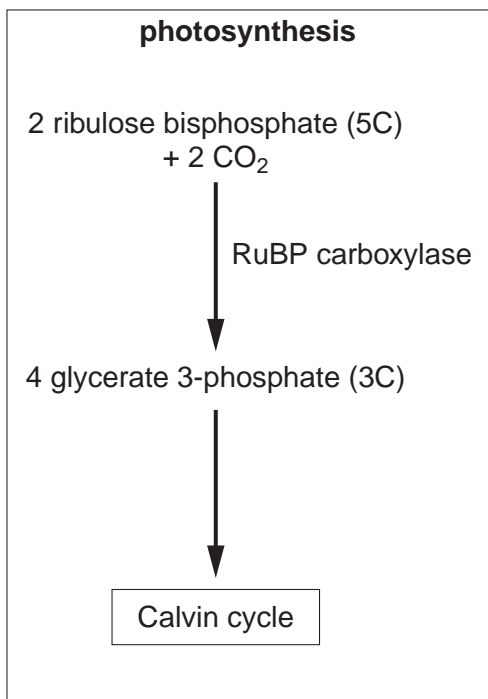 photosynthesis
2 ribulose bisphosphate (5C)
+ 2 CO₂
RuBP carboxylase
4 glycerate 3-phosphate (3C)
Calvin cycle